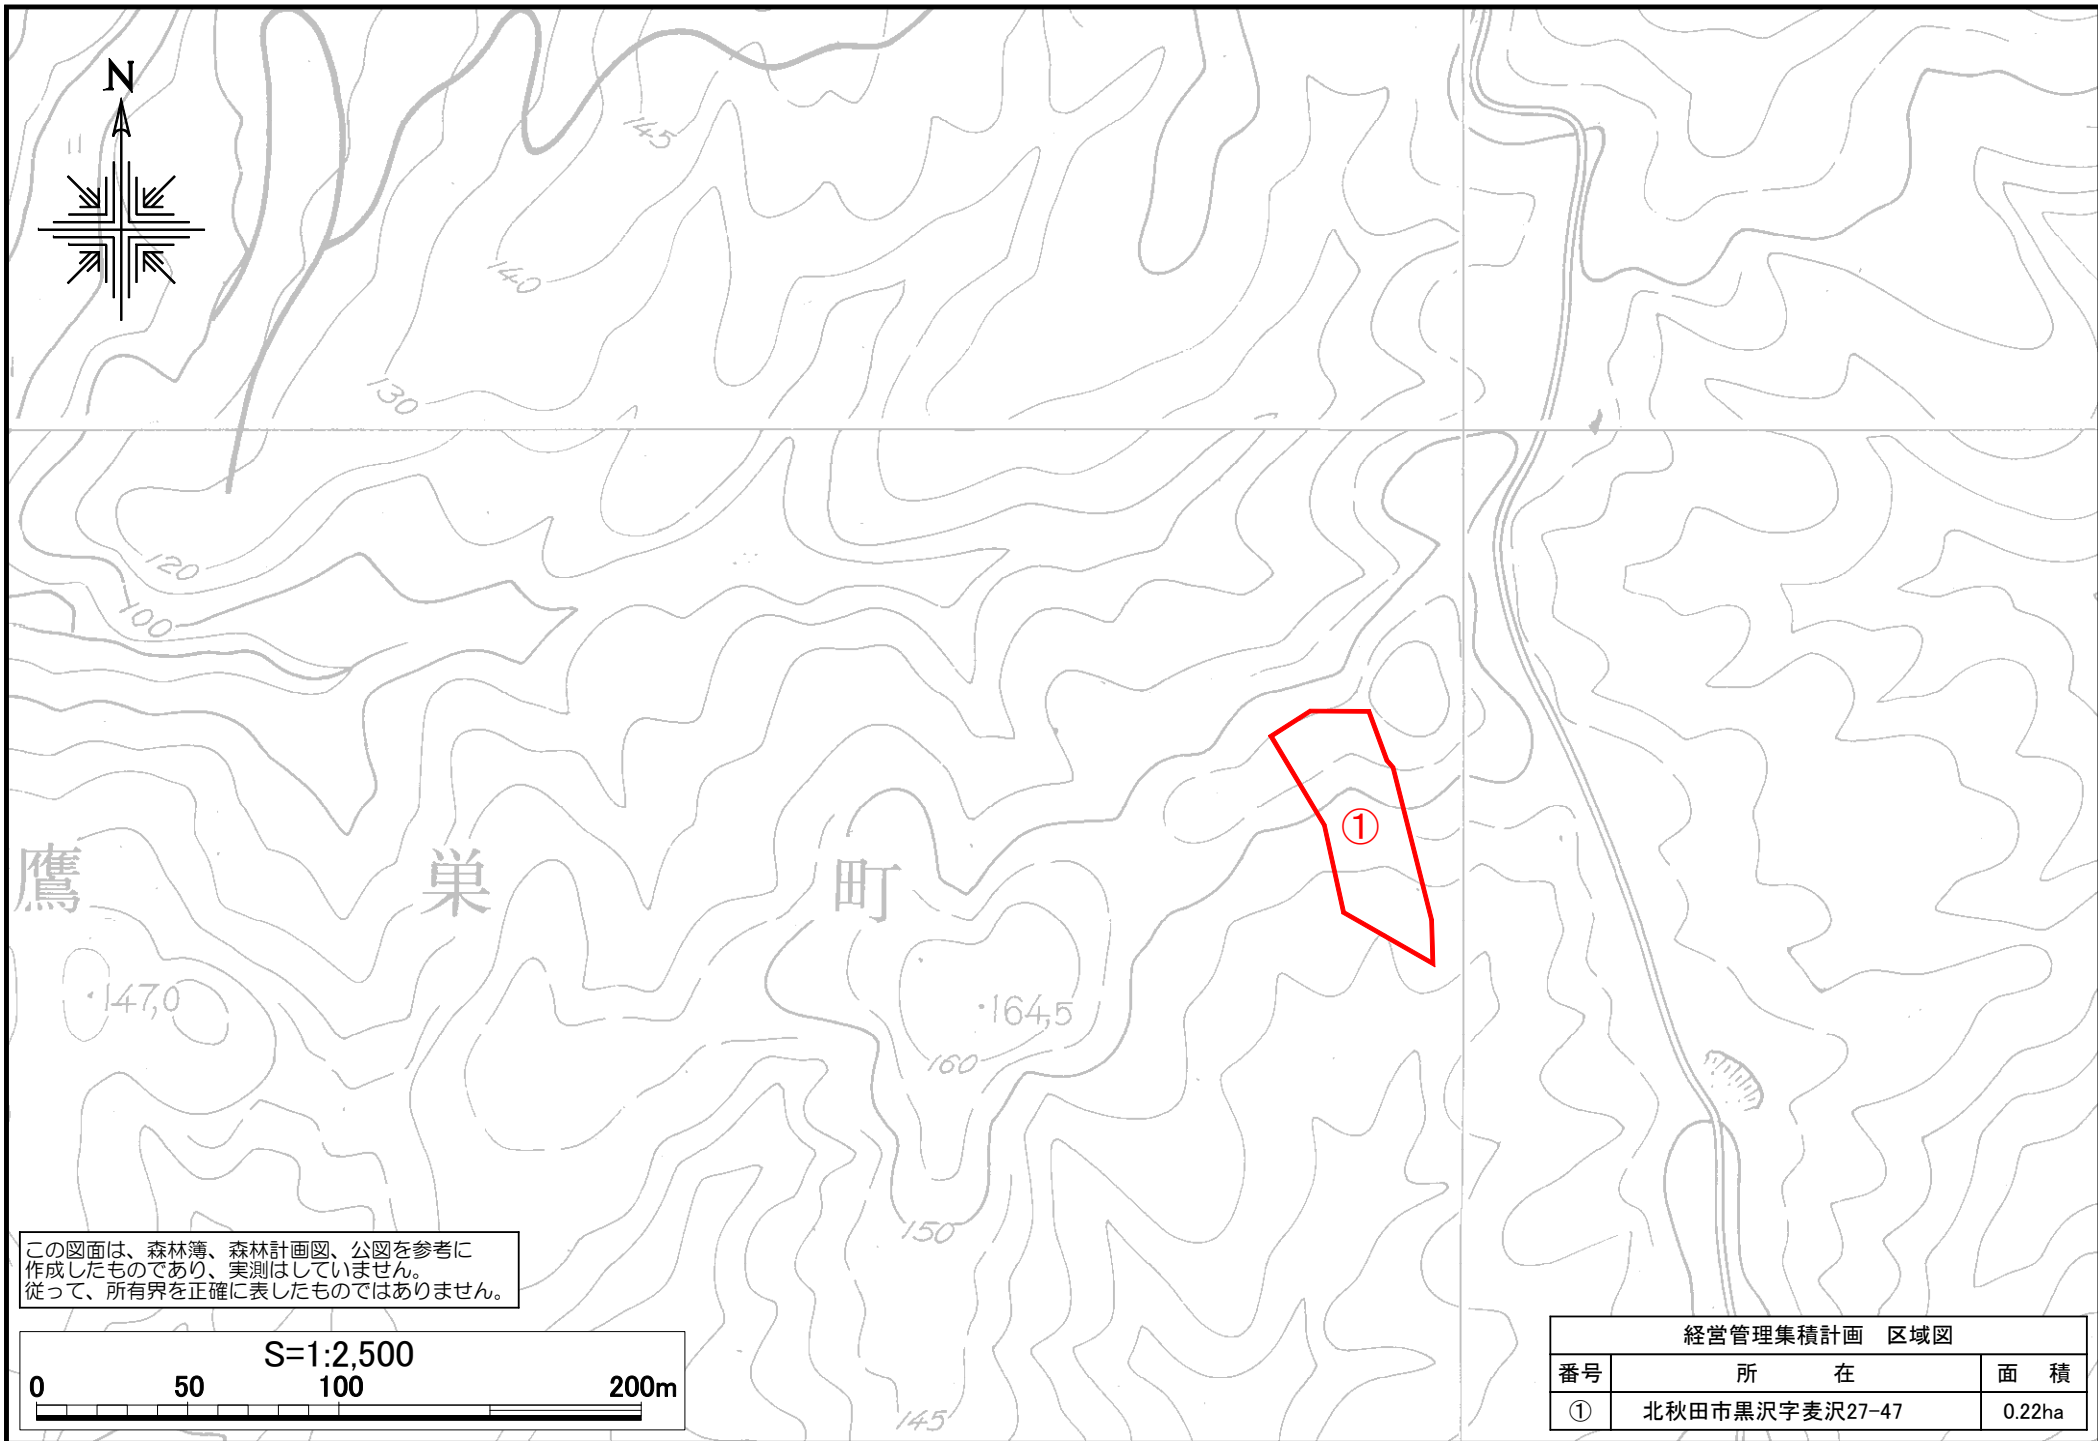 N
145
140
130
120
100
鷹 巣 町
147,0
164,5
160
150
145
この図面は、森林簿、森林計画図、公図を参考に
作成したものであり、実測はしていません。
従って、所有界を正確に表したものではありません。
S=1:2,500
0 50 100 200m
①
経営管理集積計画 区域図
番号 所 在 面 積
① 北秋田市黒沢字麦沢27-47 0.22ha